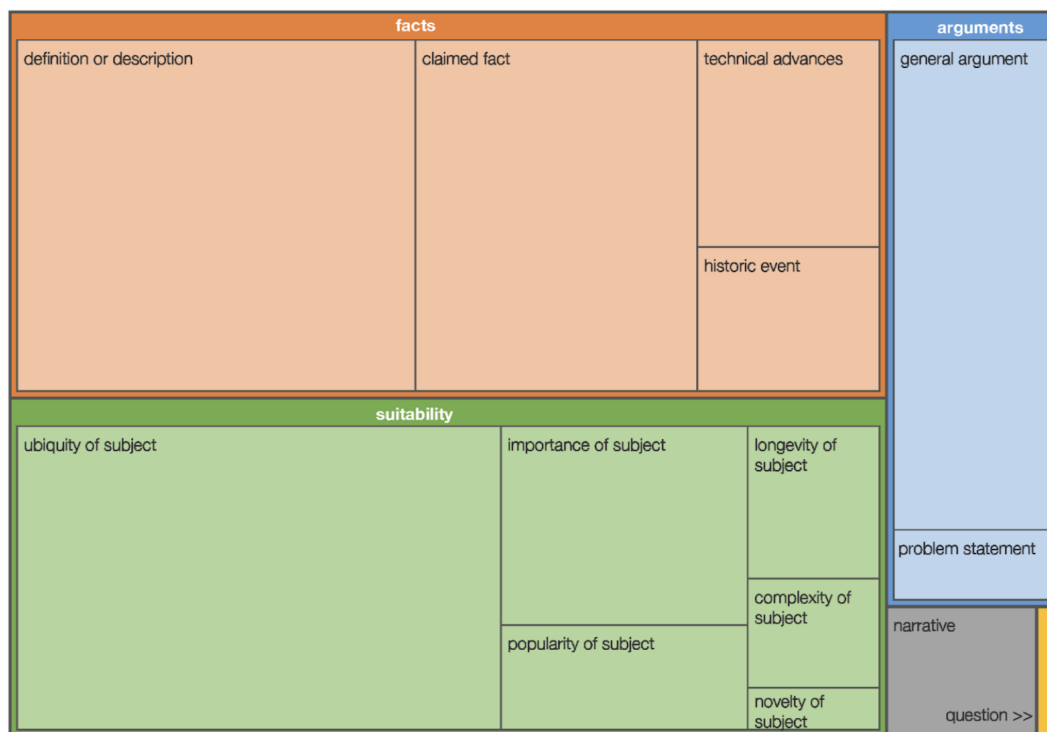 facts
definition or description
claimed fact
technical advances
historic event
suitability
ubiquity of subject
importance of subject
popularity of subject
longevity of
subject
complexity of
subject
novelty of
subject
arguments
general argument
problem statement
narrative
question >>